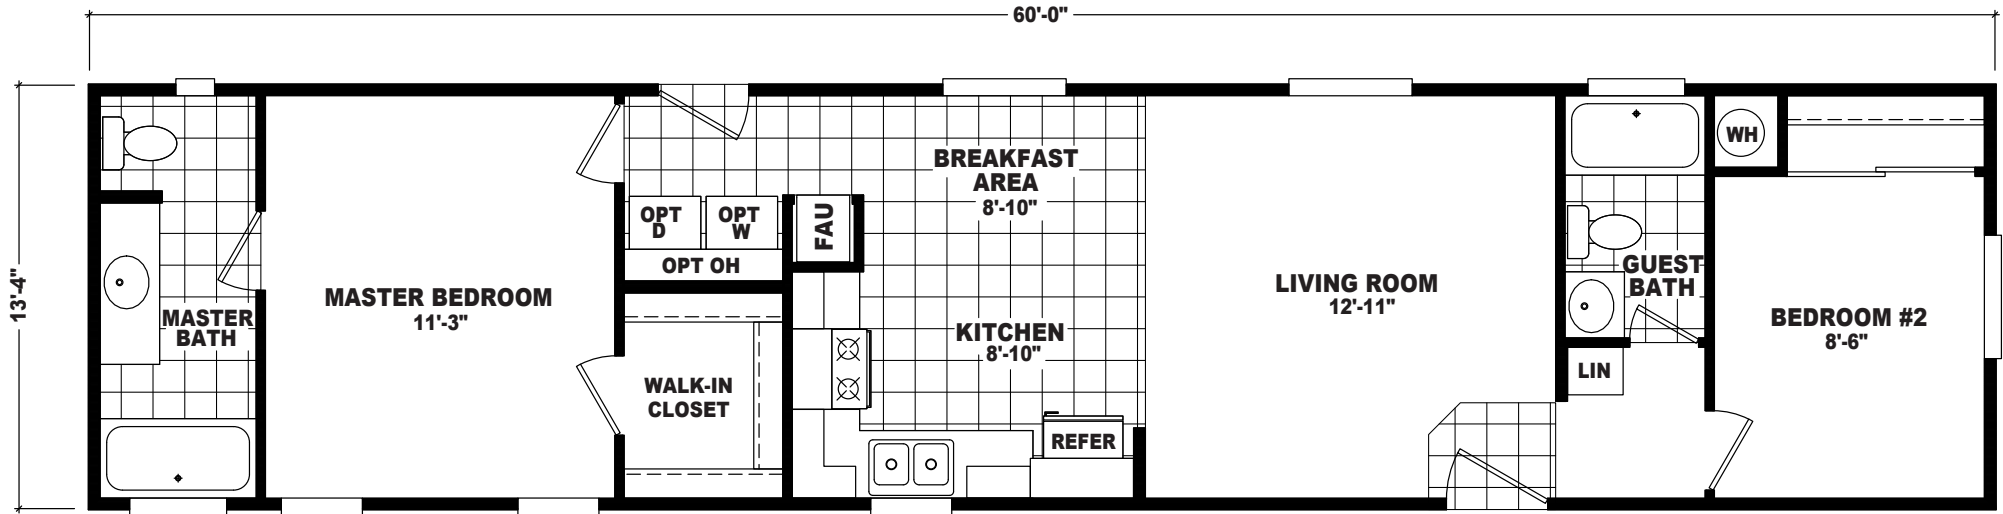 60'-0"
13'-4"
MASTER
BATH
MASTER BEDROOM
11'-3"
OPT
D
OPT
W
OPT OH
WALK-IN
CLOSET
FAU
BREAKFAST
AREA
8'-10"
KITCHEN
8'-10"
REFER
LIVING ROOM
12'-11"
GUEST
BATH
LIN
WH
BEDROOM #2
8'-6"